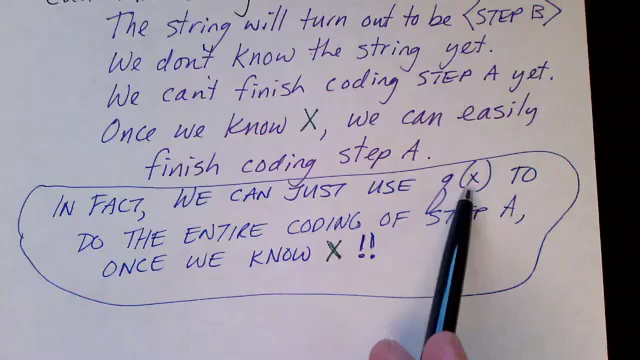 The string will turn out to be ⟨STEP B⟩
We don't know the string yet.
We can't finish coding STEP A yet.
Once we know X, we can easily
finish coding step A.
IN FACT, WE CAN JUST USE q(x) TO
DO THE ENTIRE CODING OF STEP A,
ONCE WE KNOW X !!